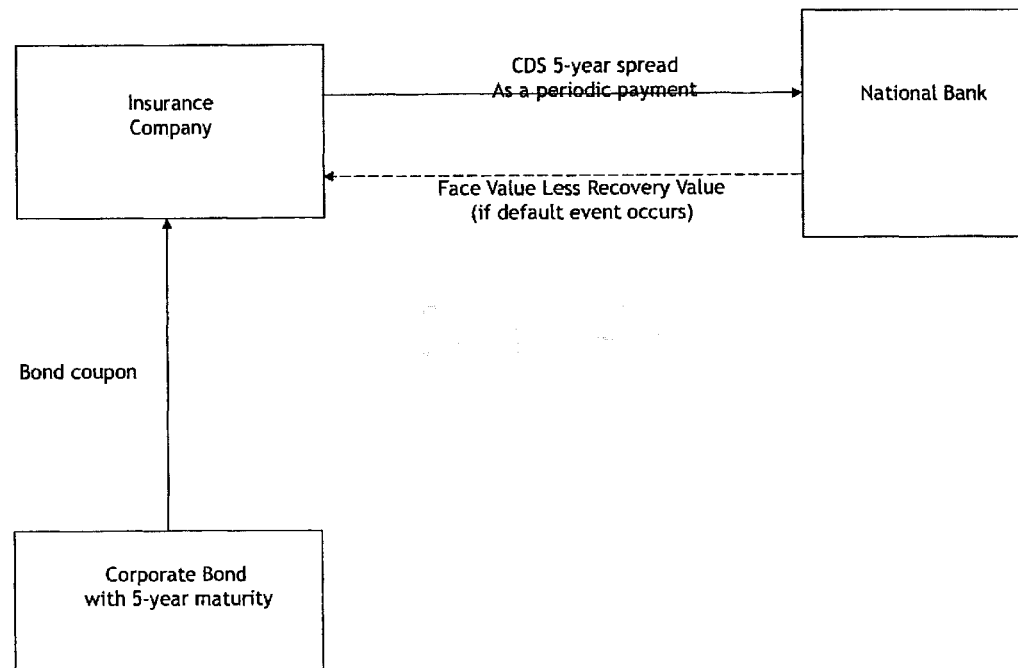 CDS 5-year spread
As a periodic payment
Insurance
Company
National Bank
Face Value Less Recovery Value
(if default event occurs)
Bond coupon
Corporate Bond
with 5-year maturity